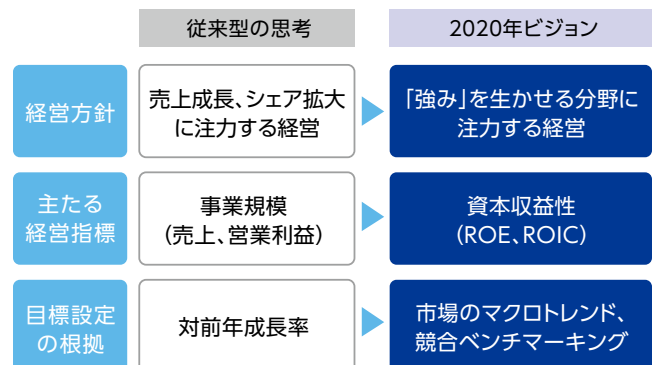 従来型の思考
2020年ビジョン
経営方針
売上成長、シェア拡大
に注力する経営
「強み」を生かせる分野に
注力する経営
主たる
経営指標
事業規模
(売上、営業利益)
資本収益性
(ROE、ROIC)
目標設定
の根拠
対前年成長率
市場のマクロトレンド、
競合ベンチマーキング